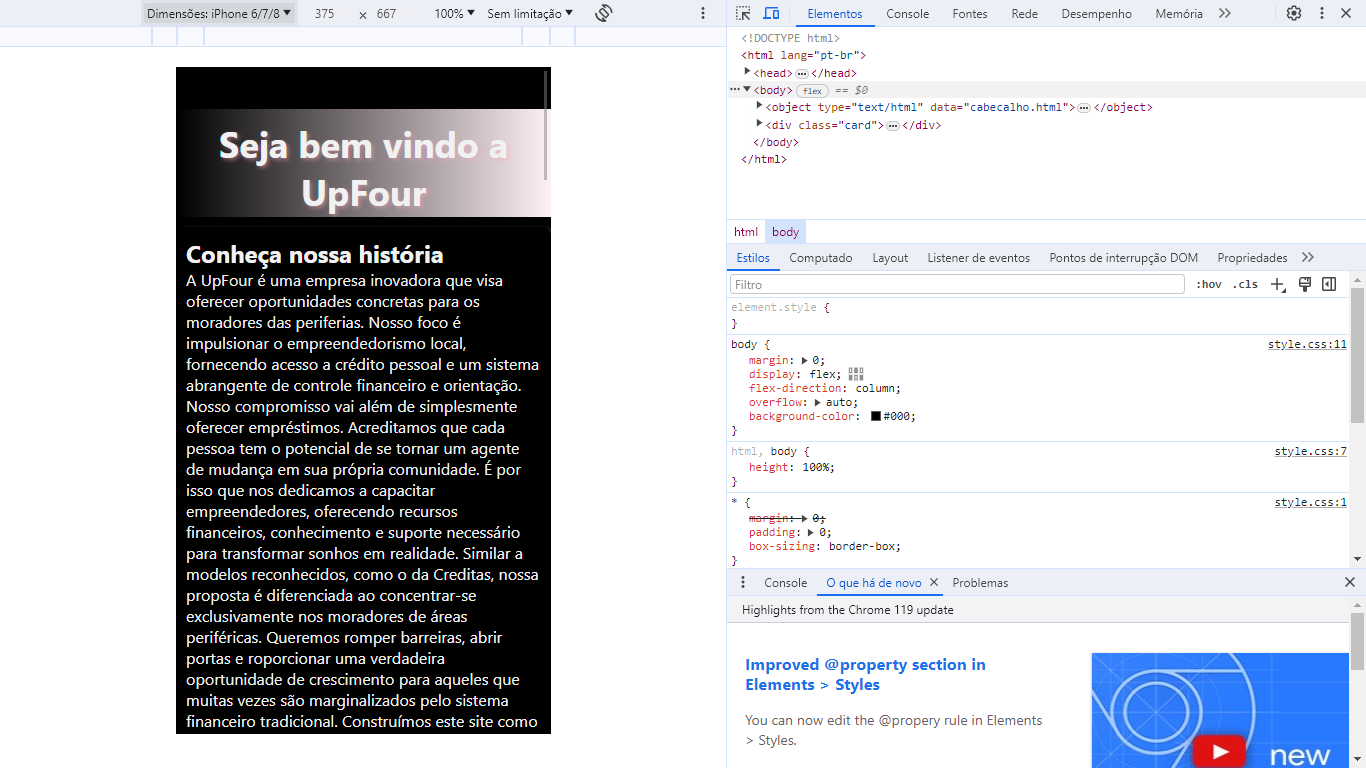 Dimensões: iPhone 6/7/8 ▼ 375 x 667 100% ▼ Sem limitação ▼
Elementos Console Fontes Rede Desempenho Memória
<!DOCTYPE html>
<html lang="pt-br">
<head> ⋯ </head>
⋯ <body> flex == $0
<object type="text/html" data="cabecalho.html"> ⋯ </object>
<div class="card"> ⋯ </div>
</body>
</html>
html body
Estilos Computado Layout Listener de eventos Pontos de interrupção DOM Propriedades
Filtro :hov .cls
element.style {
}
body { style.css:11
margin: 0;
display: flex;
flex-direction: column;
overflow: auto;
background-color: #000;
}
html, body { style.css:7
height: 100%;
}
* { style.css:1
margin: 0;
padding: 0;
box-sizing: border-box;
}
Console O que há de novo Problemas
Highlights from the Chrome 119 update
Improved @property section in
Elements > Styles
You can now edit the @propery rule in Elements
> Styles.
new
Seja bem vindo a
UpFour
Conheça nossa história
A UpFour é uma empresa inovadora que visa
oferecer oportunidades concretas para os
moradores das periferias. Nosso foco é
impulsionar o empreendedorismo local,
fornecendo acesso a crédito pessoal e um sistema
abrangente de controle financeiro e orientação.
Nosso compromisso vai além de simplesmente
oferecer empréstimos. Acreditamos que cada
pessoa tem o potencial de se tornar um agente
de mudança em sua própria comunidade. É por
isso que nos dedicamos a capacitar
empreendedores, oferecendo recursos
financeiros, conhecimento e suporte necessário
para transformar sonhos em realidade. Similar a
modelos reconhecidos, como o da Creditas, nossa
proposta é diferenciada ao concentrar-se
exclusivamente nos moradores de áreas
periféricas. Queremos romper barreiras, abrir
portas e roporcionar uma verdadeira
oportunidade de crescimento para aqueles que
muitas vezes são marginalizados pelo sistema
financeiro tradicional. Construímos este site como